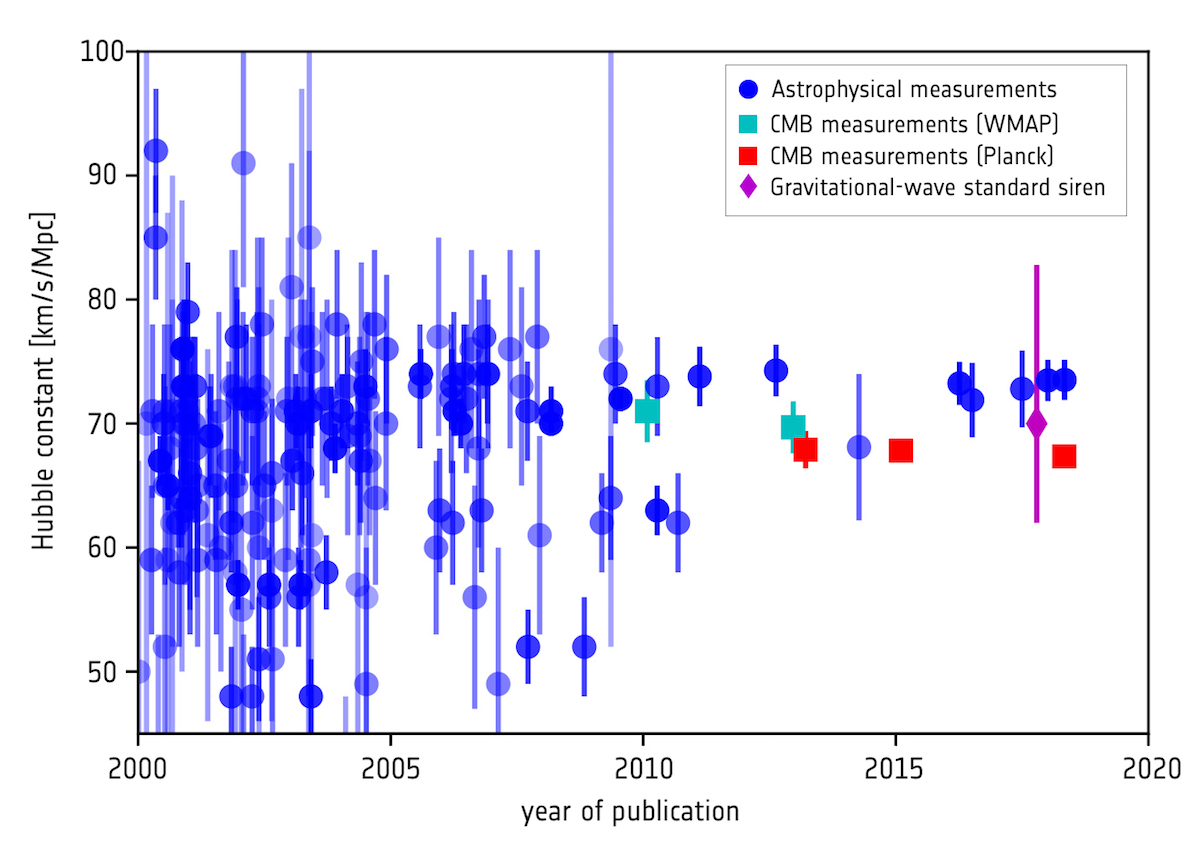 100
90
80
70
60
50
Hubble constant [km/s/Mpc]
Astrophysical measurements
CMB measurements (WMAP)
CMB measurements (Planck)
Gravitational-wave standard siren
2000
2005
2010
2015
2020
year of publication